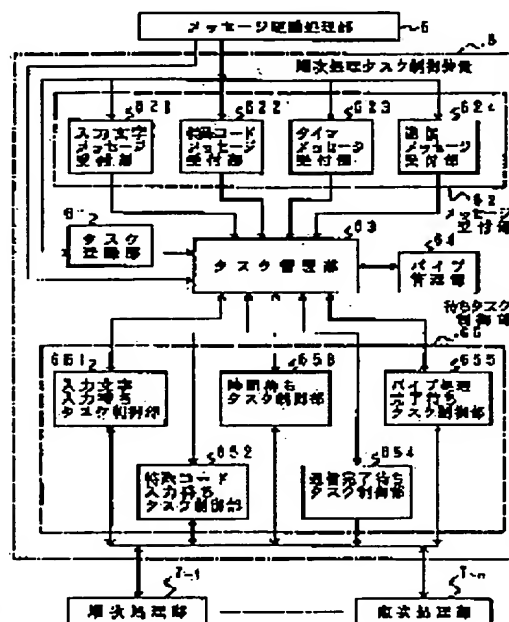 メッセージ駆動処理部
5
順次処理タスク制御装置
621
622
623
624
入力文字
メッセージ
受付部
特殊コード
メッセージ
受付部
タイマ
メッセージ
受付部
通信
メッセージ
受付部
62
メッセージ
受付部
タスク
登録部
63
タスク管理部
64
パイプ
管理部
待ちタスク
制御部
651
入力文字
入力待ち
タスク制御部
653
時間待ち
タスク制御部
655
パイプ処理
完了待ち
タスク制御部
652
特殊コード
入力待ち
タスク制御部
654
通信完了待ち
タスク制御部
7-1
順次処理部
7-n
順次処理部